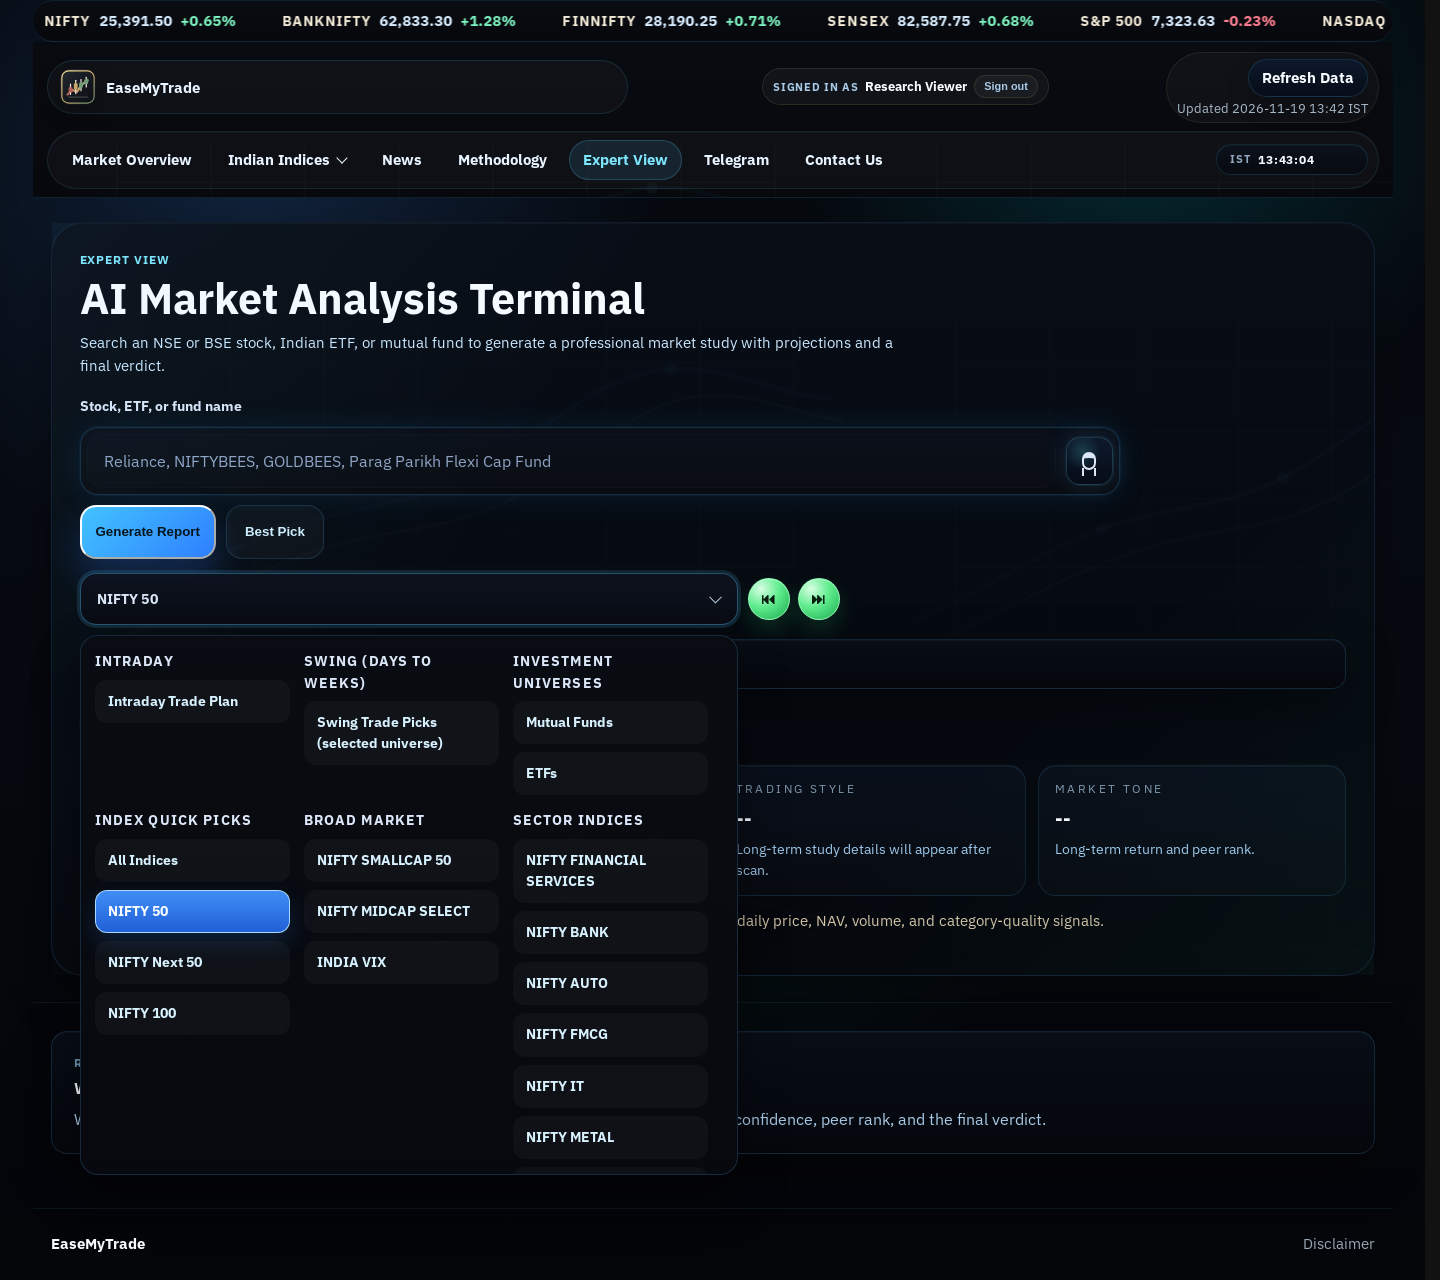 NIFTY 25,391.50 +0.65% BANKNIFTY 62,833.30 +1.28% FINNIFTY 28,190.25 +0.71% SENSEX 82,587.75 +0.68% S&P 500 7,323.63 -0.23% NASDAQ
EaseMyTrade
SIGNED IN AS Research Viewer Sign out
Refresh Data
Updated 2026-11-19 13:42 IST
Market Overview Indian Indices News Methodology Expert View Telegram Contact Us IST 13:43:04
EXPERT VIEW
AI Market Analysis Terminal
Search an NSE or BSE stock, Indian ETF, or mutual fund to generate a professional market study with projections and a
final verdict.
Stock, ETF, or fund name
Reliance, NIFTYBEES, GOLDBEES, Parag Parikh Flexi Cap Fund
Generate Report Best Pick
NIFTY 50
INTRADAY
Intraday Trade Plan
SWING (DAYS TO
WEEKS)
Swing Trade Picks
(selected universe)
INVESTMENT
UNIVERSES
Mutual Funds
ETFs
INDEX QUICK PICKS
All Indices
NIFTY 50
NIFTY Next 50
NIFTY 100
BROAD MARKET
NIFTY SMALLCAP 50
NIFTY MIDCAP SELECT
INDIA VIX
SECTOR INDICES
NIFTY FINANCIAL
SERVICES
NIFTY BANK
NIFTY AUTO
NIFTY FMCG
NIFTY IT
NIFTY METAL
TRADING STYLE
--
Long-term study details will appear after
scan.
MARKET TONE
--
Long-term return and peer rank.
daily price, NAV, volume, and category-quality signals.
confidence, peer rank, and the final verdict.
EaseMyTrade
Disclaimer